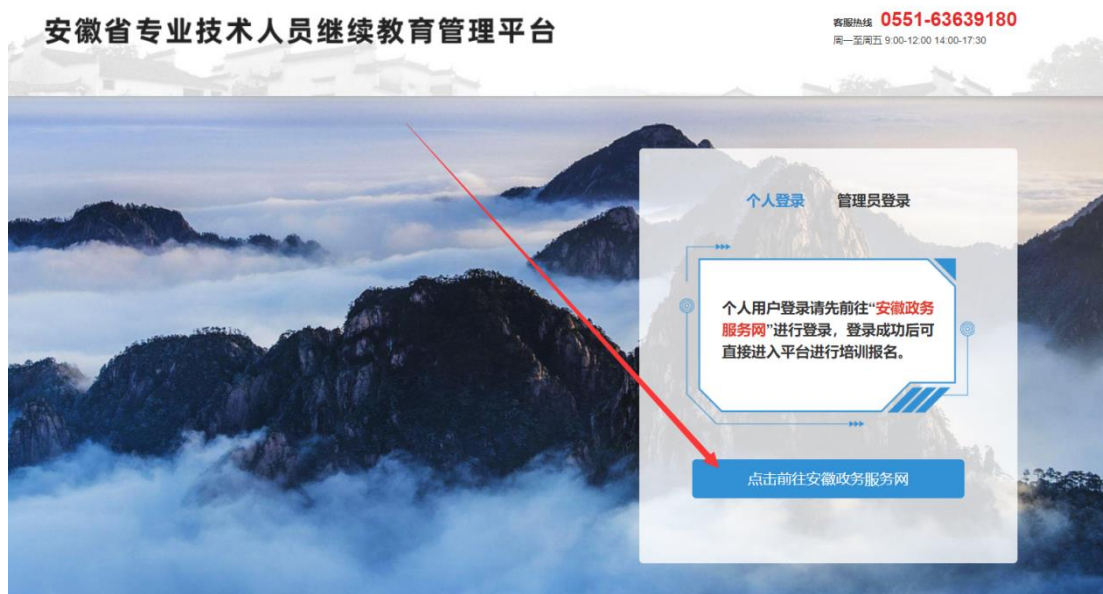 安徽省专业技术人员继续教育管理平台
客服热线 0551-63639180
周一至周五 9:00-12:00 14:00-17:30
个人登录 管理员登录
个人用户登录请先前往“安徽政务
服务网”进行登录，登录成功后可
直接进入平台进行培训报名。
点击前往安徽政务服务网